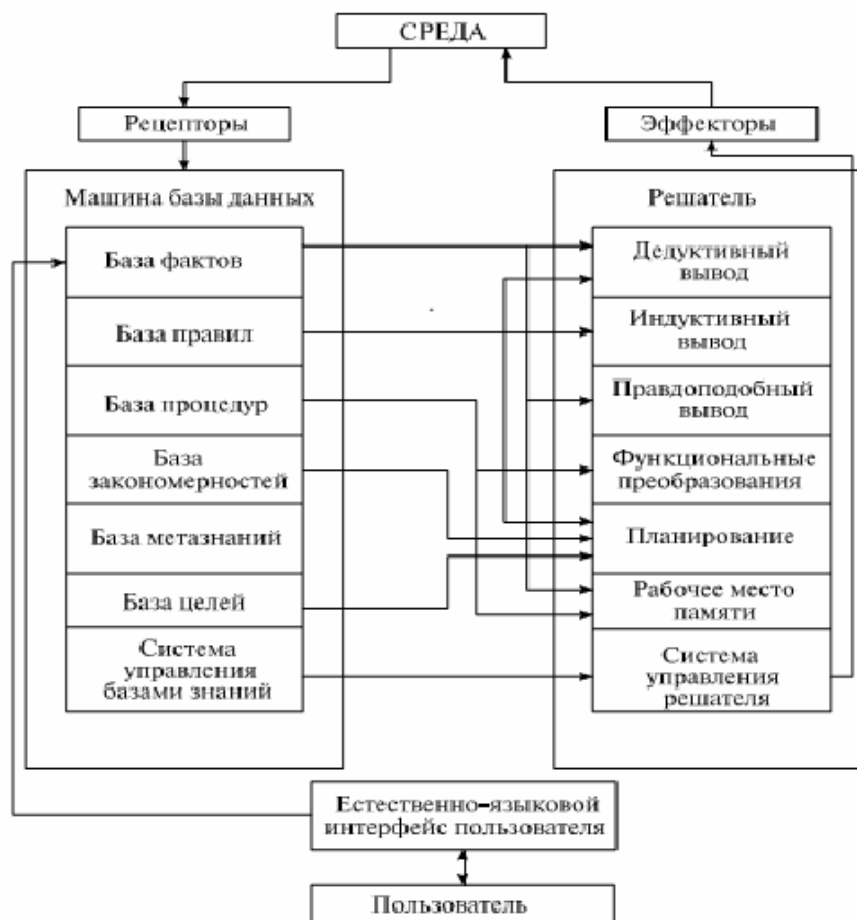 СРЕДА
Рецепторы
Эффекторы
Машина базы данных
База фактов
База правил
База процедур
База
закономерностей
База метазнаний
База целей
Система
управления
базами знаний
Решатель
Дедуктивный
вывод
Индуктивный
вывод
Правдоподобный
вывод
Функциональные
преобразования
Планирование
Рабочее место
памяти
Система
управления
решателя
Естественно-языковой
интерфейс пользователя
Пользователь